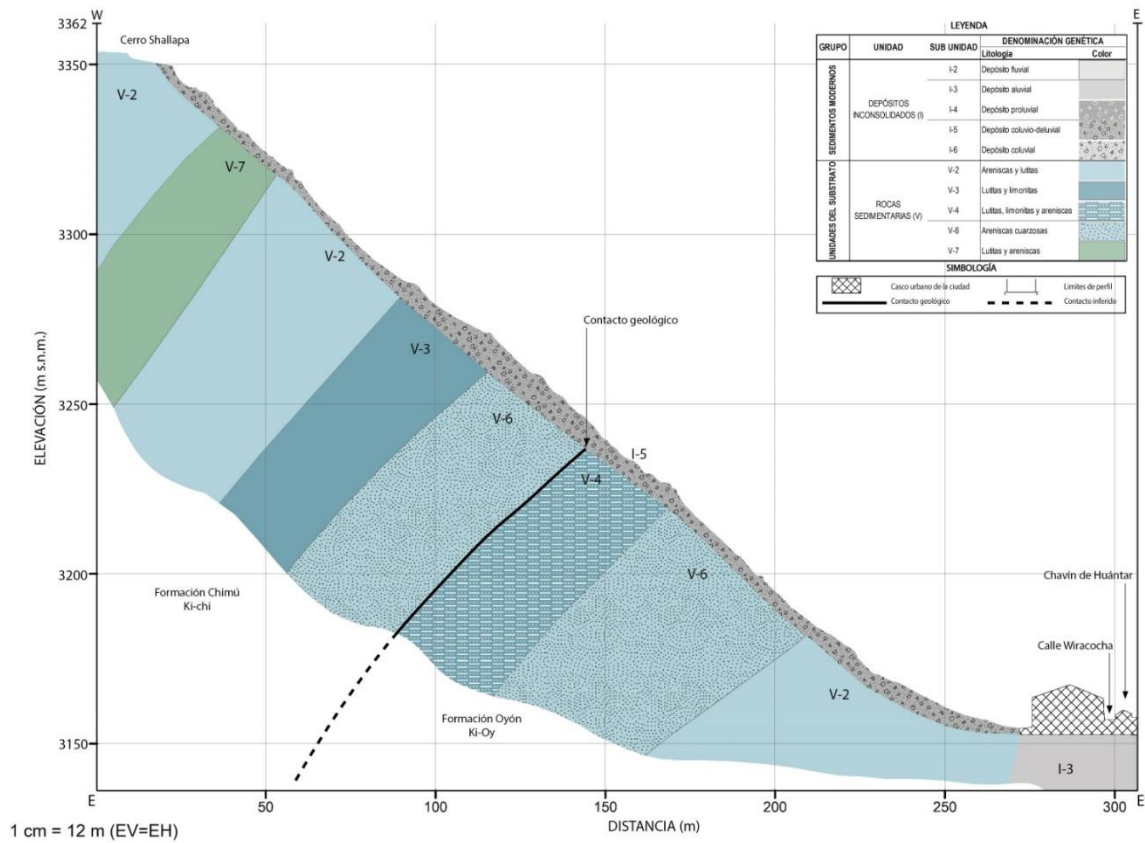 3362
W
E
Cerro Shallapa
3350
V-2
V-7
3300
V-2
V-3
Contacto geológico
3250
V-6
I-5
V-4
3200
V-6
Formación Chimú
Ki-chi
Chavín de Huántar
Calle Wiracocha
V-2
Formación Oyón
Ki-Oy
3150
I-3
ELEVACIÓN (m s.n.m.)
E
50
100
150
200
250
300
E
DISTANCIA (m)
1 cm = 12 m (EV=EH)
LEYENDA
GRUPO
UNIDAD
SUB UNIDAD
DENOMINACIÓN GENÉTICA
Litología
Color
SEDIMENTOS MODERNOS
DEPÓSITOS
INCONSOLIDADOS (I)
I-2 Depósito fluvial
I-3 Depósito aluvial
I-4 Depósito proluvial
I-5 Depósito coluvio-deluvial
I-6 Depósito coluvial
UNIDADES DEL SUBSTRATO
ROCAS
SEDIMENTARIAS (V)
V-2 Areniscas y lutitas
V-3 Lutitas y limonitas
V-4 Lutitas, limonitas y areniscas
V-6 Areniscas cuarzosas
V-7 Lutitas y areniscas
SIMBOLOGÍA
Casco urbano de la ciudad
Limites de perfil
Contacto geológico
Contacto inferido